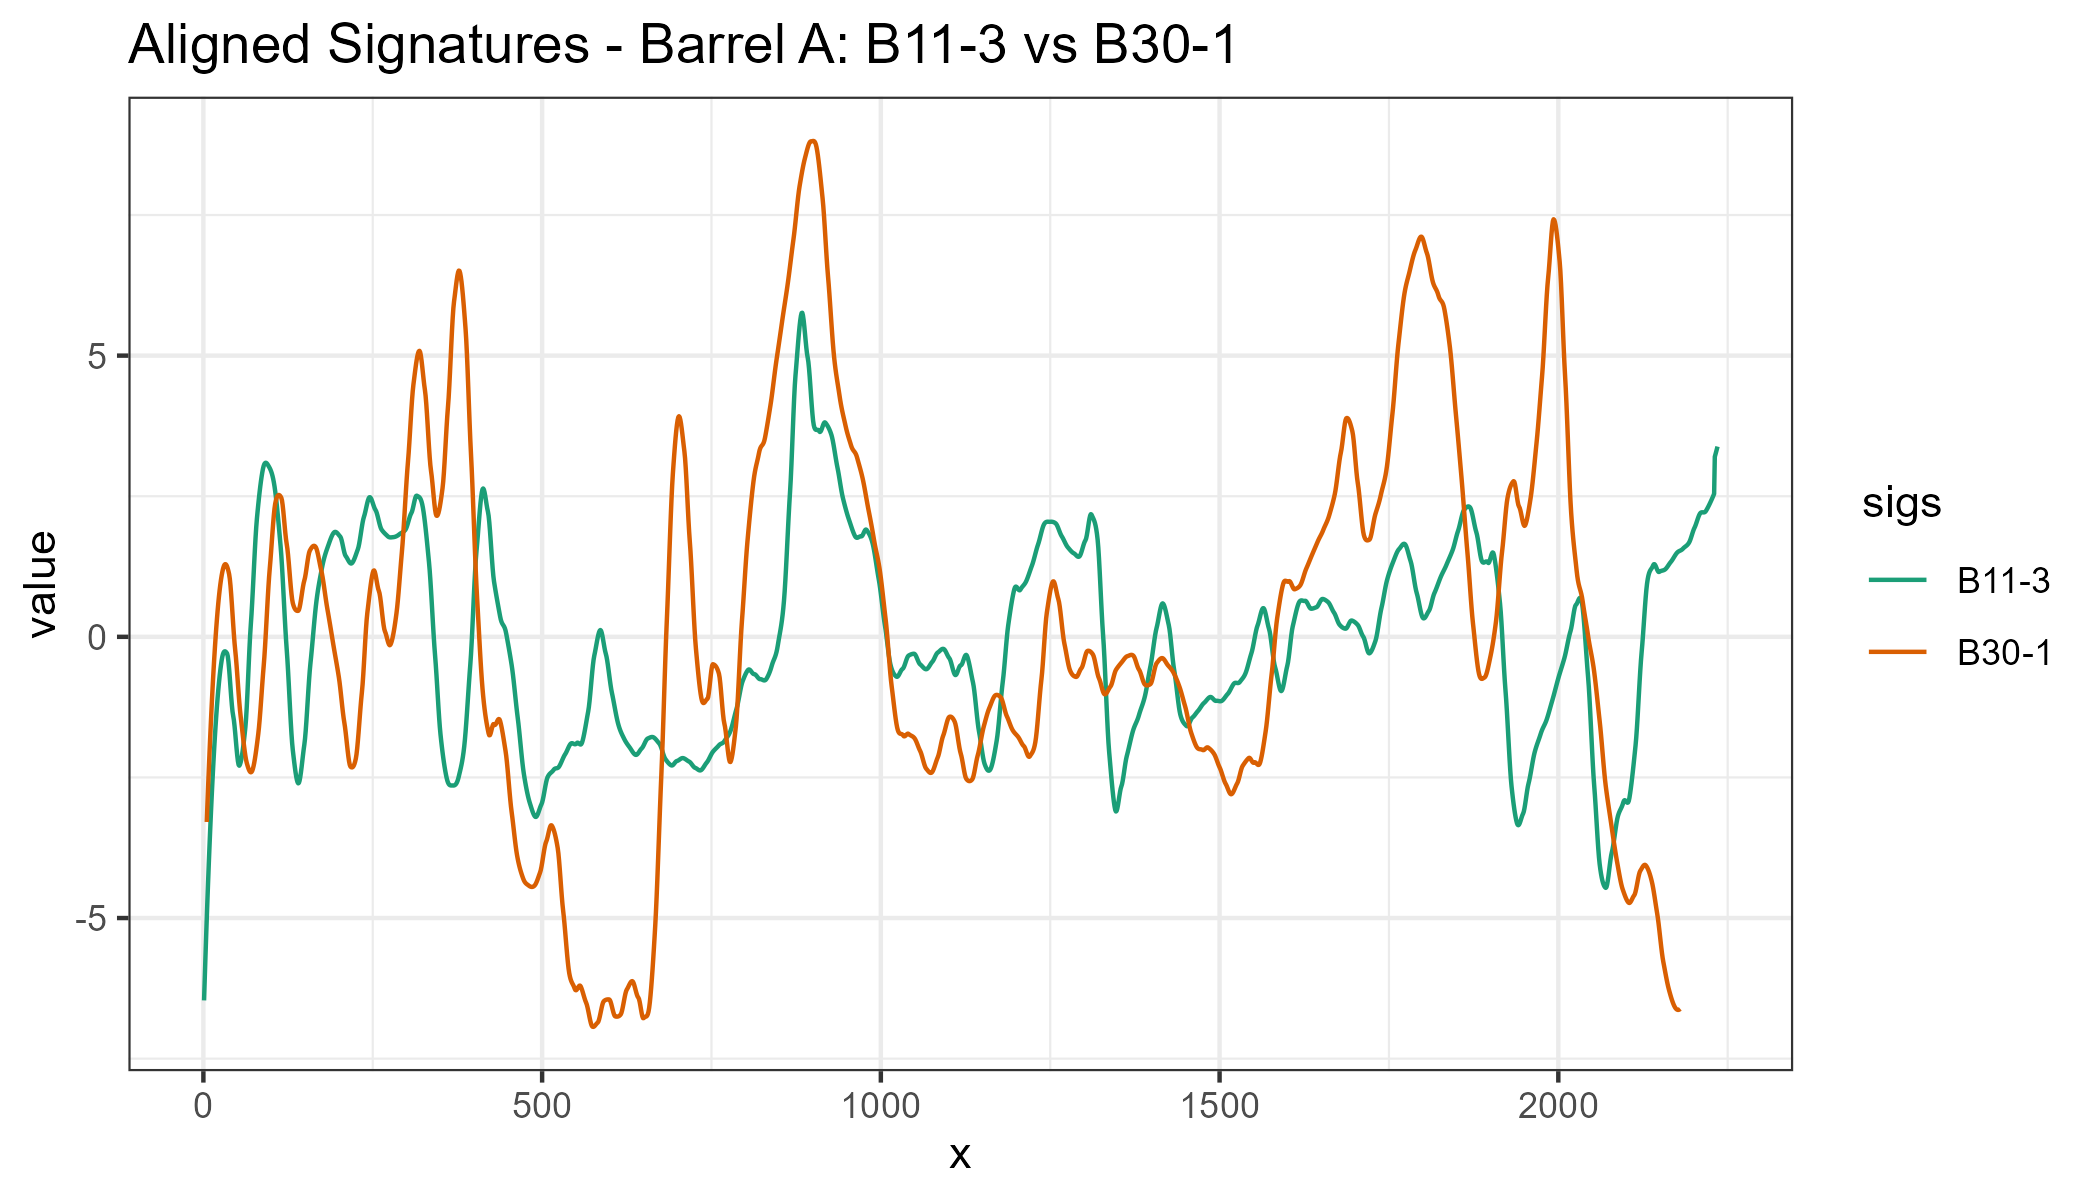 Aligned Signatures - Barrel A: B11-3 vs B30-1
value
5
0
-5
0
500
1000
1500
2000
x
sigs
B11-3
B30-1